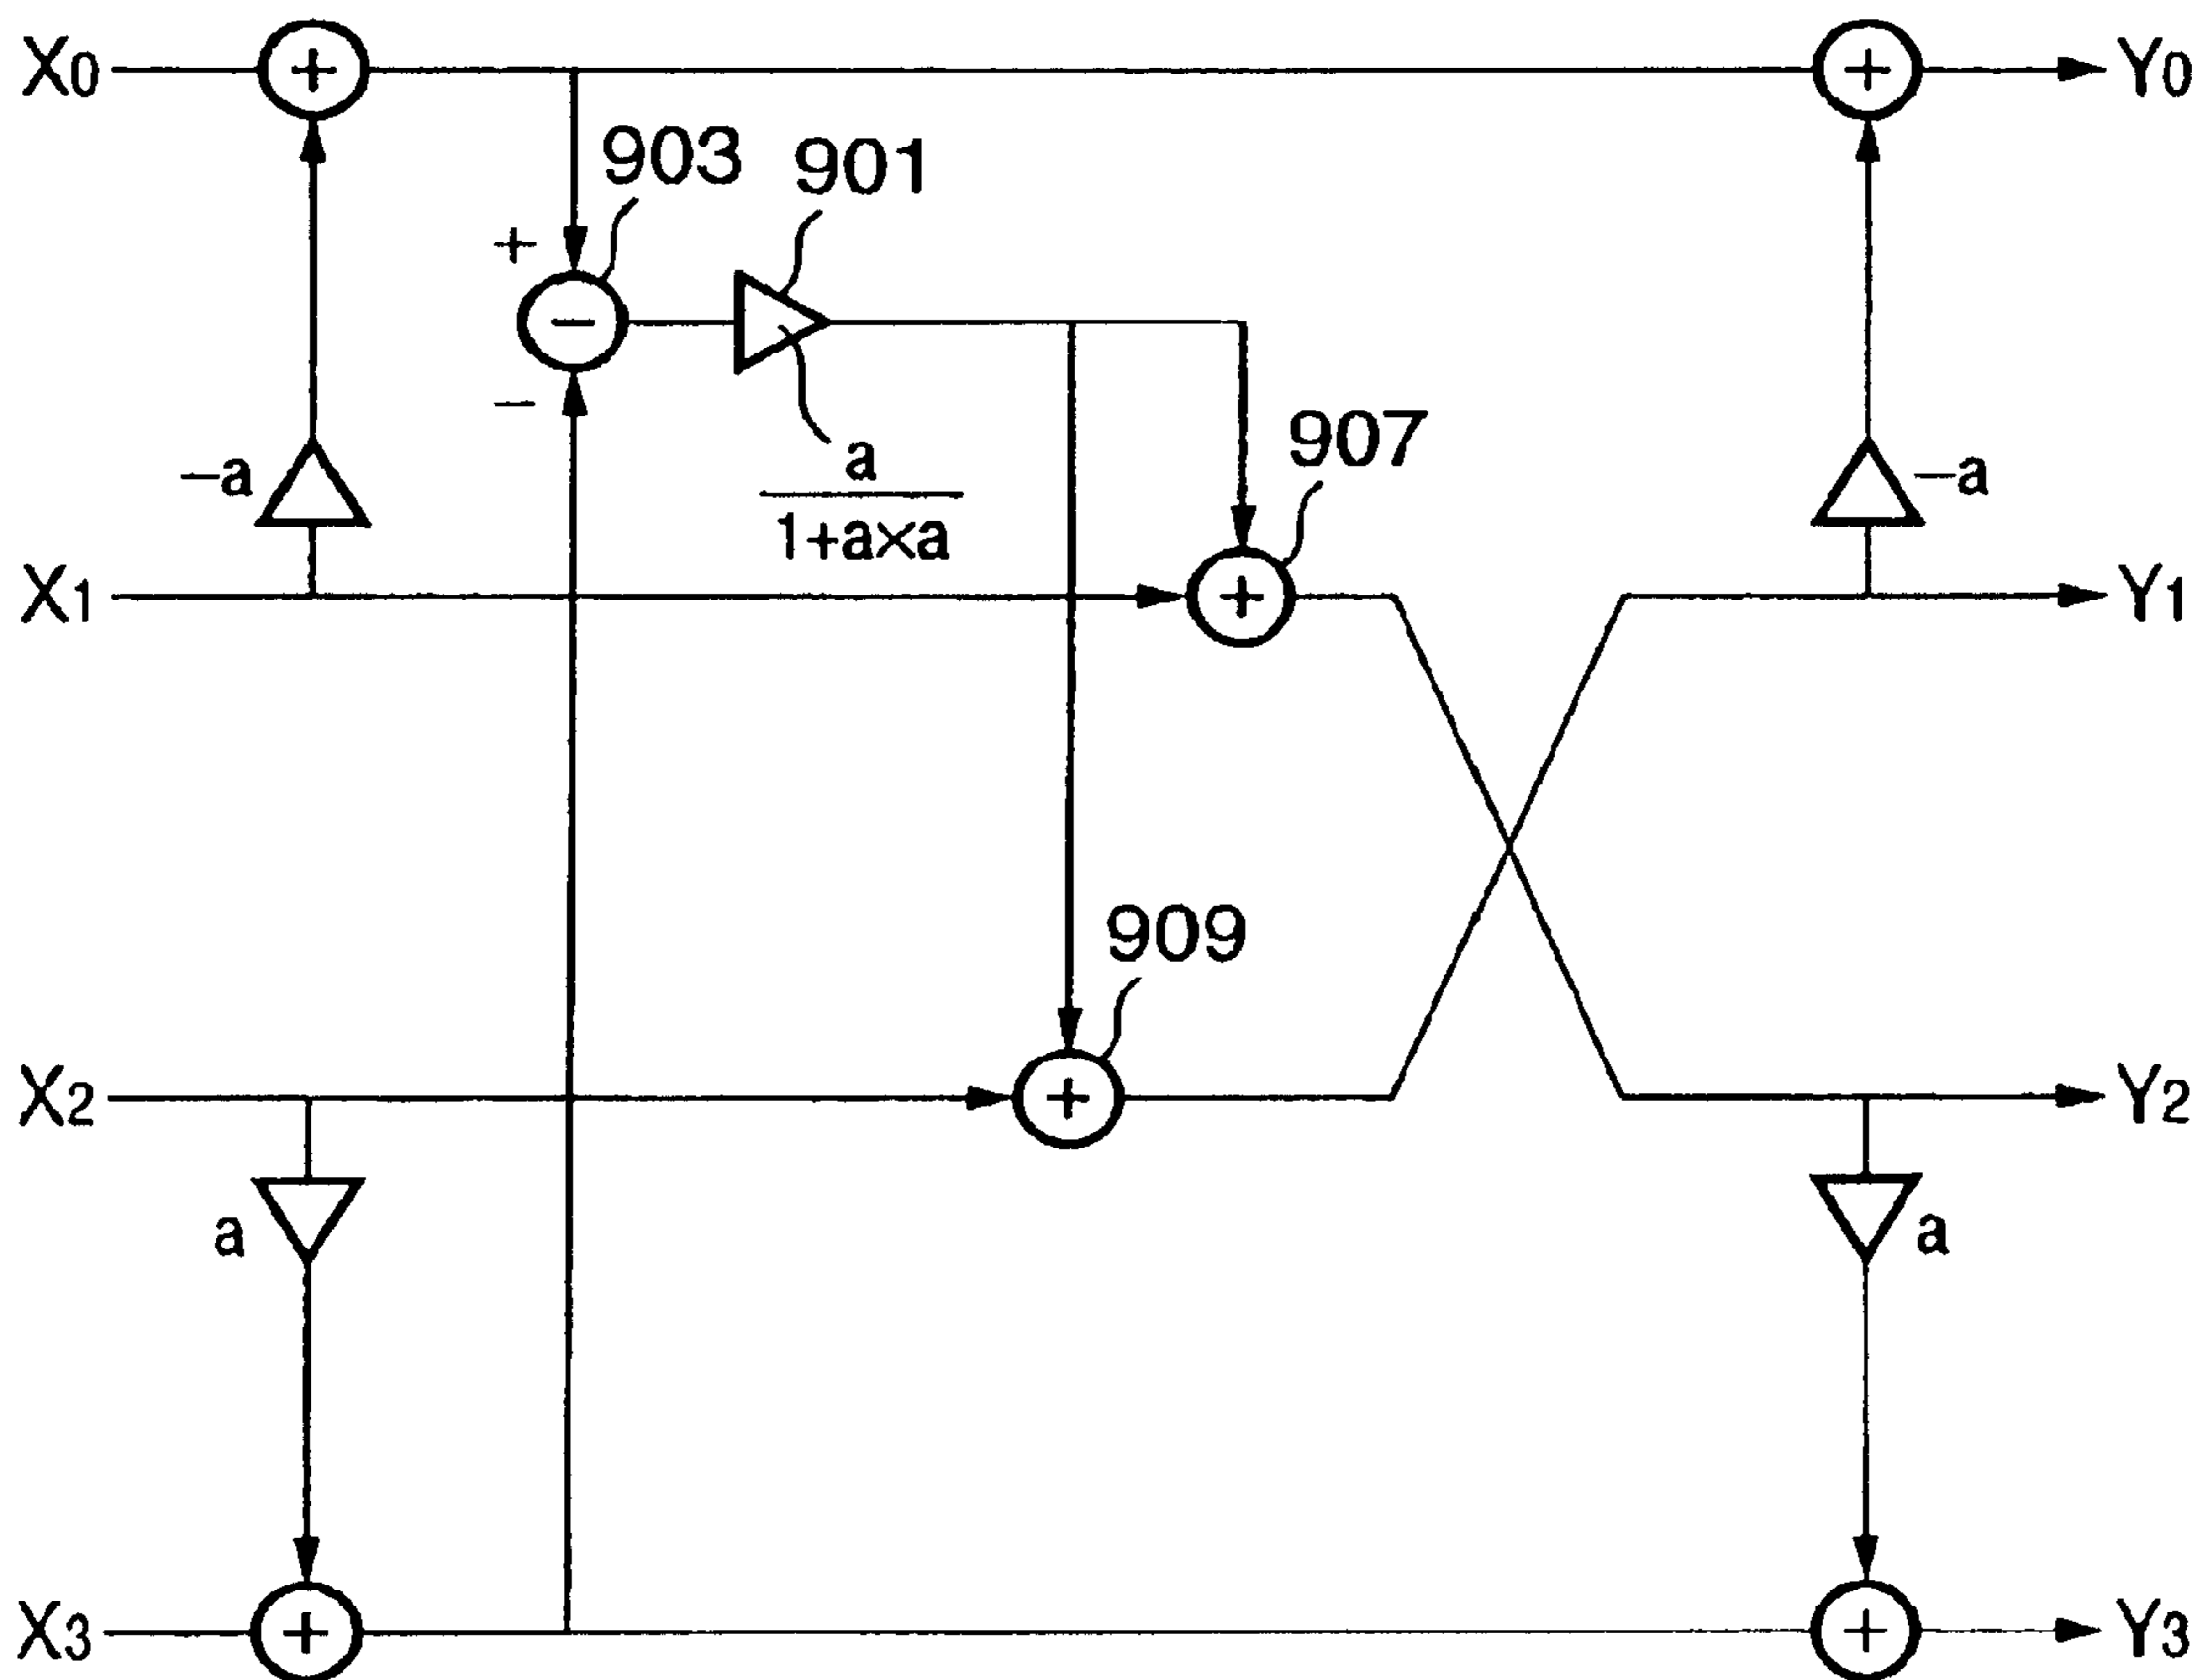 X0
+
+
Y0
903
901
+
−
−
907
−a
a
1+a×a
−a
X1
+
Y1
909
X2
+
Y2
a
a
X3
+
+
Y3